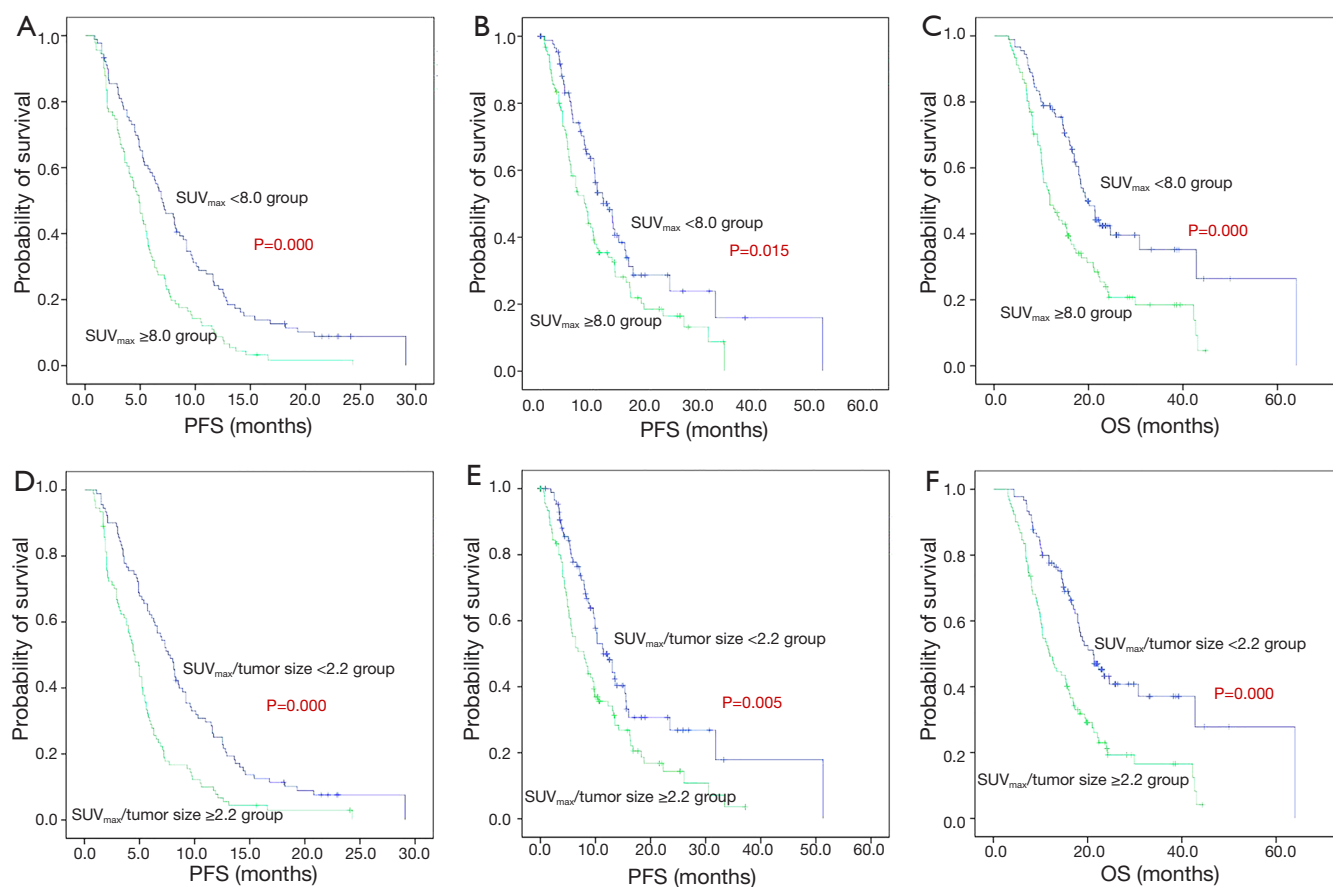 A
Probability of survival
1.0
0.8
0.6
0.4
0.2
0.0
SUVmax <8.0 group
P=0.000
SUVmax ≥8.0 group
0.0 5.0 10.0 15.0 20.0 25.0 30.0
PFS (months)
B
Probability of survival
1.0
0.8
0.6
0.4
0.2
0.0
SUVmax <8.0 group
P=0.015
SUVmax ≥8.0 group
0.0 10.0 20.0 30.0 40.0 50.0 60.0
PFS (months)
C
Probability of survival
1.0
0.8
0.6
0.4
0.2
0.0
SUVmax <8.0 group
P=0.000
SUVmax ≥8.0 group
0.0 20.0 40.0 60.0
OS (months)
D
Probability of survival
1.0
0.8
0.6
0.4
0.2
0.0
SUVmax/tumor size <2.2 group
P=0.000
SUVmax/tumor size ≥2.2 group
0.0 5.0 10.0 15.0 20.0 25.0 30.0
PFS (months)
E
Probability of survival
1.0
0.8
0.6
0.4
0.2
0.0
SUVmax/tumor size <2.2 group
P=0.005
SUVmax/tumor size ≥2.2 group
0.0 10.0 20.0 30.0 40.0 50.0 60.0
PFS (months)
F
Probability of survival
1.0
0.8
0.6
0.4
0.2
0.0
SUVmax/tumor size <2.2 group
P=0.000
SUVmax/tumor size ≥2.2 group
0.0 20.0 40.0 60.0
OS (months)